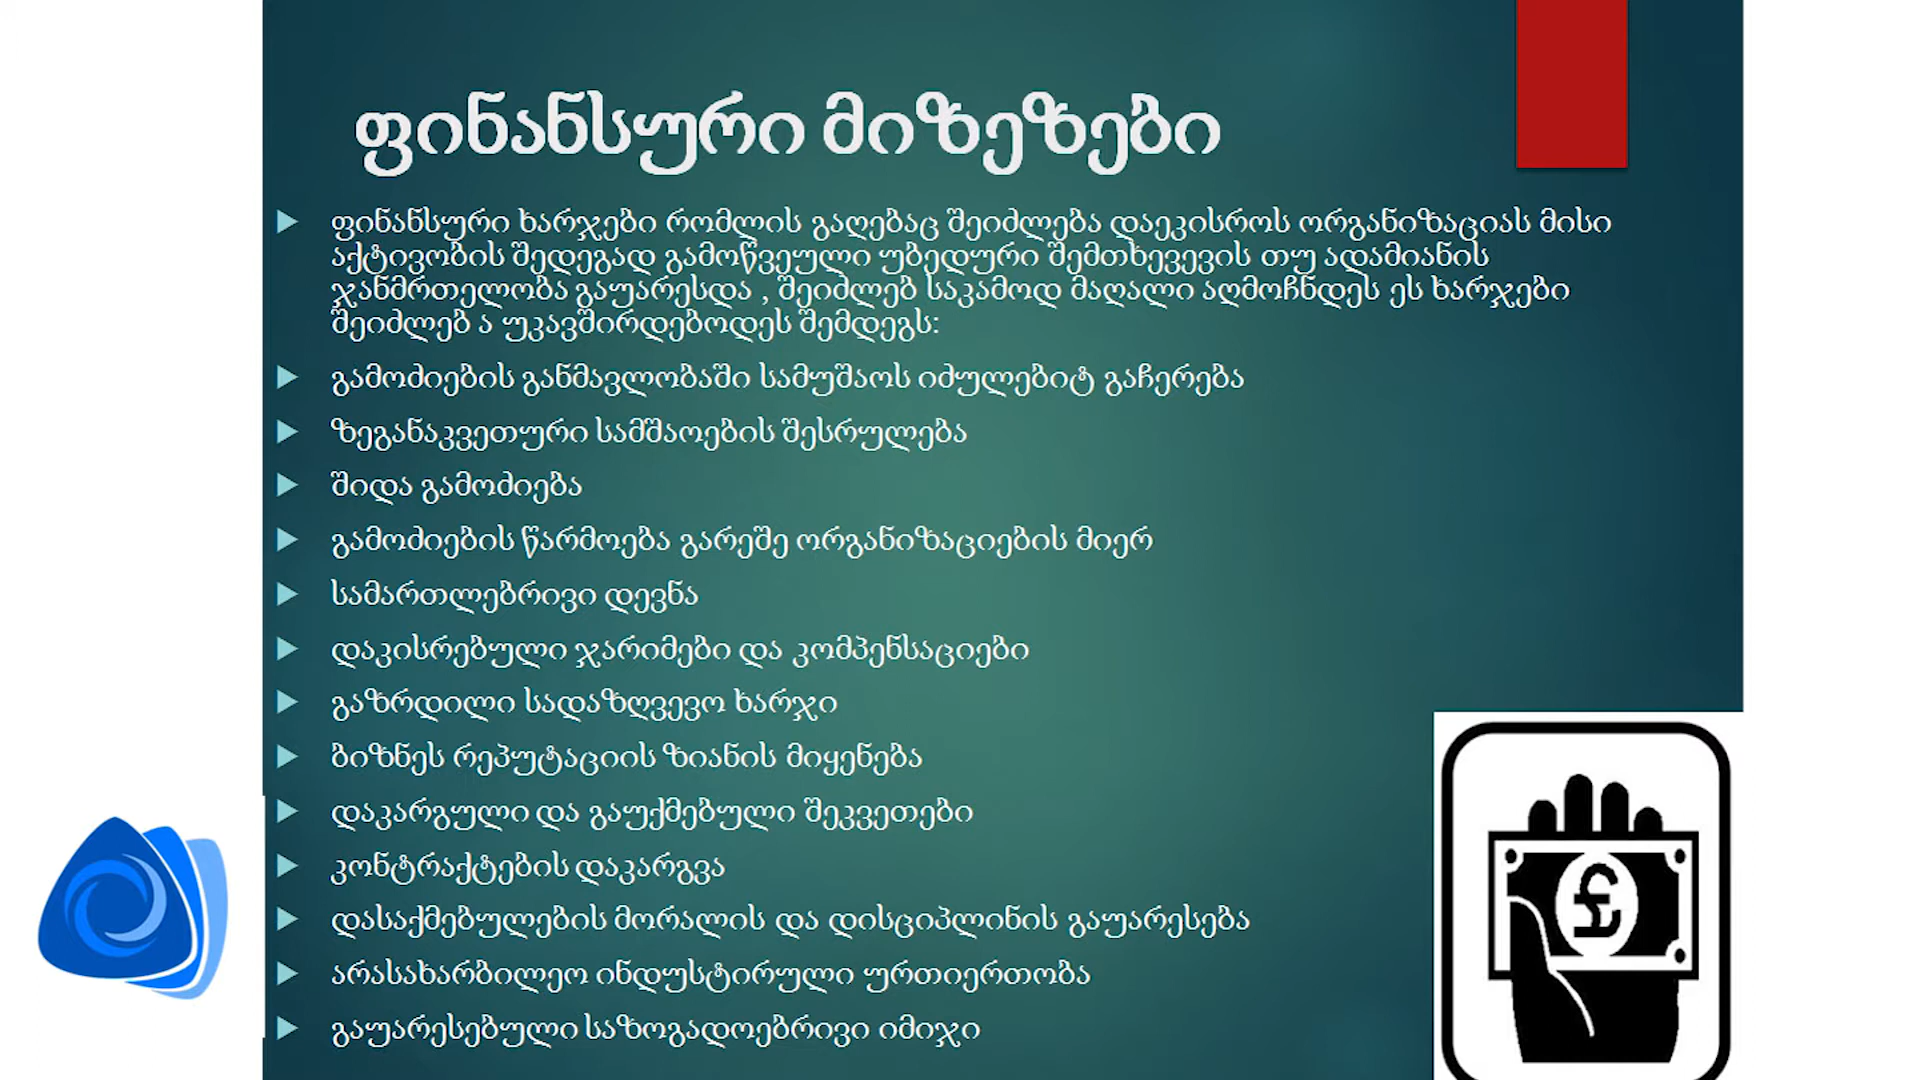 ფინანსური მიზეზები
ფინანსური ხარჯები რომლის გაღებაც შეიძლება დაეკისროს ორგანიზაციას მისი
აქტივობის შედეგად გამოწვეული უბედური შემთხევევის თუ ადამიანის
ჯანმრთელობა გაუარესდა , შეიძლებ საკამოდ მაღალი აღმოჩნდეს ეს ხარჯები
შეიძლებ ა უკავშირდებოდეს შემდეგს:
გამოძიების განმავლობაში სამუშაოს იძულებიტ გაჩერება
ზეგანაკვეთური სამშაოების შესრულება
შიდა გამოძიება
გამოძიების წარმოება გარეშე ორგანიზაციების მიერ
სამართლებრივი დევნა
დაკისრებული ჯარიმები და კომპენსაციები
გაზრდილი სადაზღვევო ხარჯი
ბიზნეს რეპუტაციის ზიანის მიყენება
დაკარგული და გაუქმებული შეკვეთები
კონტრაქტების დაკარგვა
დასაქმებულების მორალის და დისციპლინის გაუარესება
არასახარბილეო ინდუსტირული ურთიერთობა
გაუარესებული საზოგადოებრივი იმიჯი
£